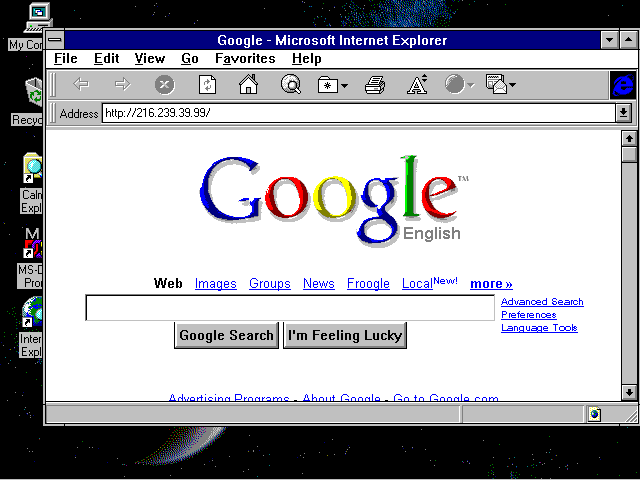 My Co
Google - Microsoft Internet Explorer
File Edit View Go Favorites Help
Address http://216.239.39.99/
Recyc
Google™
English
Calm
Expl
Web Images Groups News Froogle Local New! more »
MS-D
Pro
Advanced Search
Preferences
Language Tools
Google Search I'm Feeling Lucky
Inter
Expl
Advertising Programs - About Google - Go to Google.com